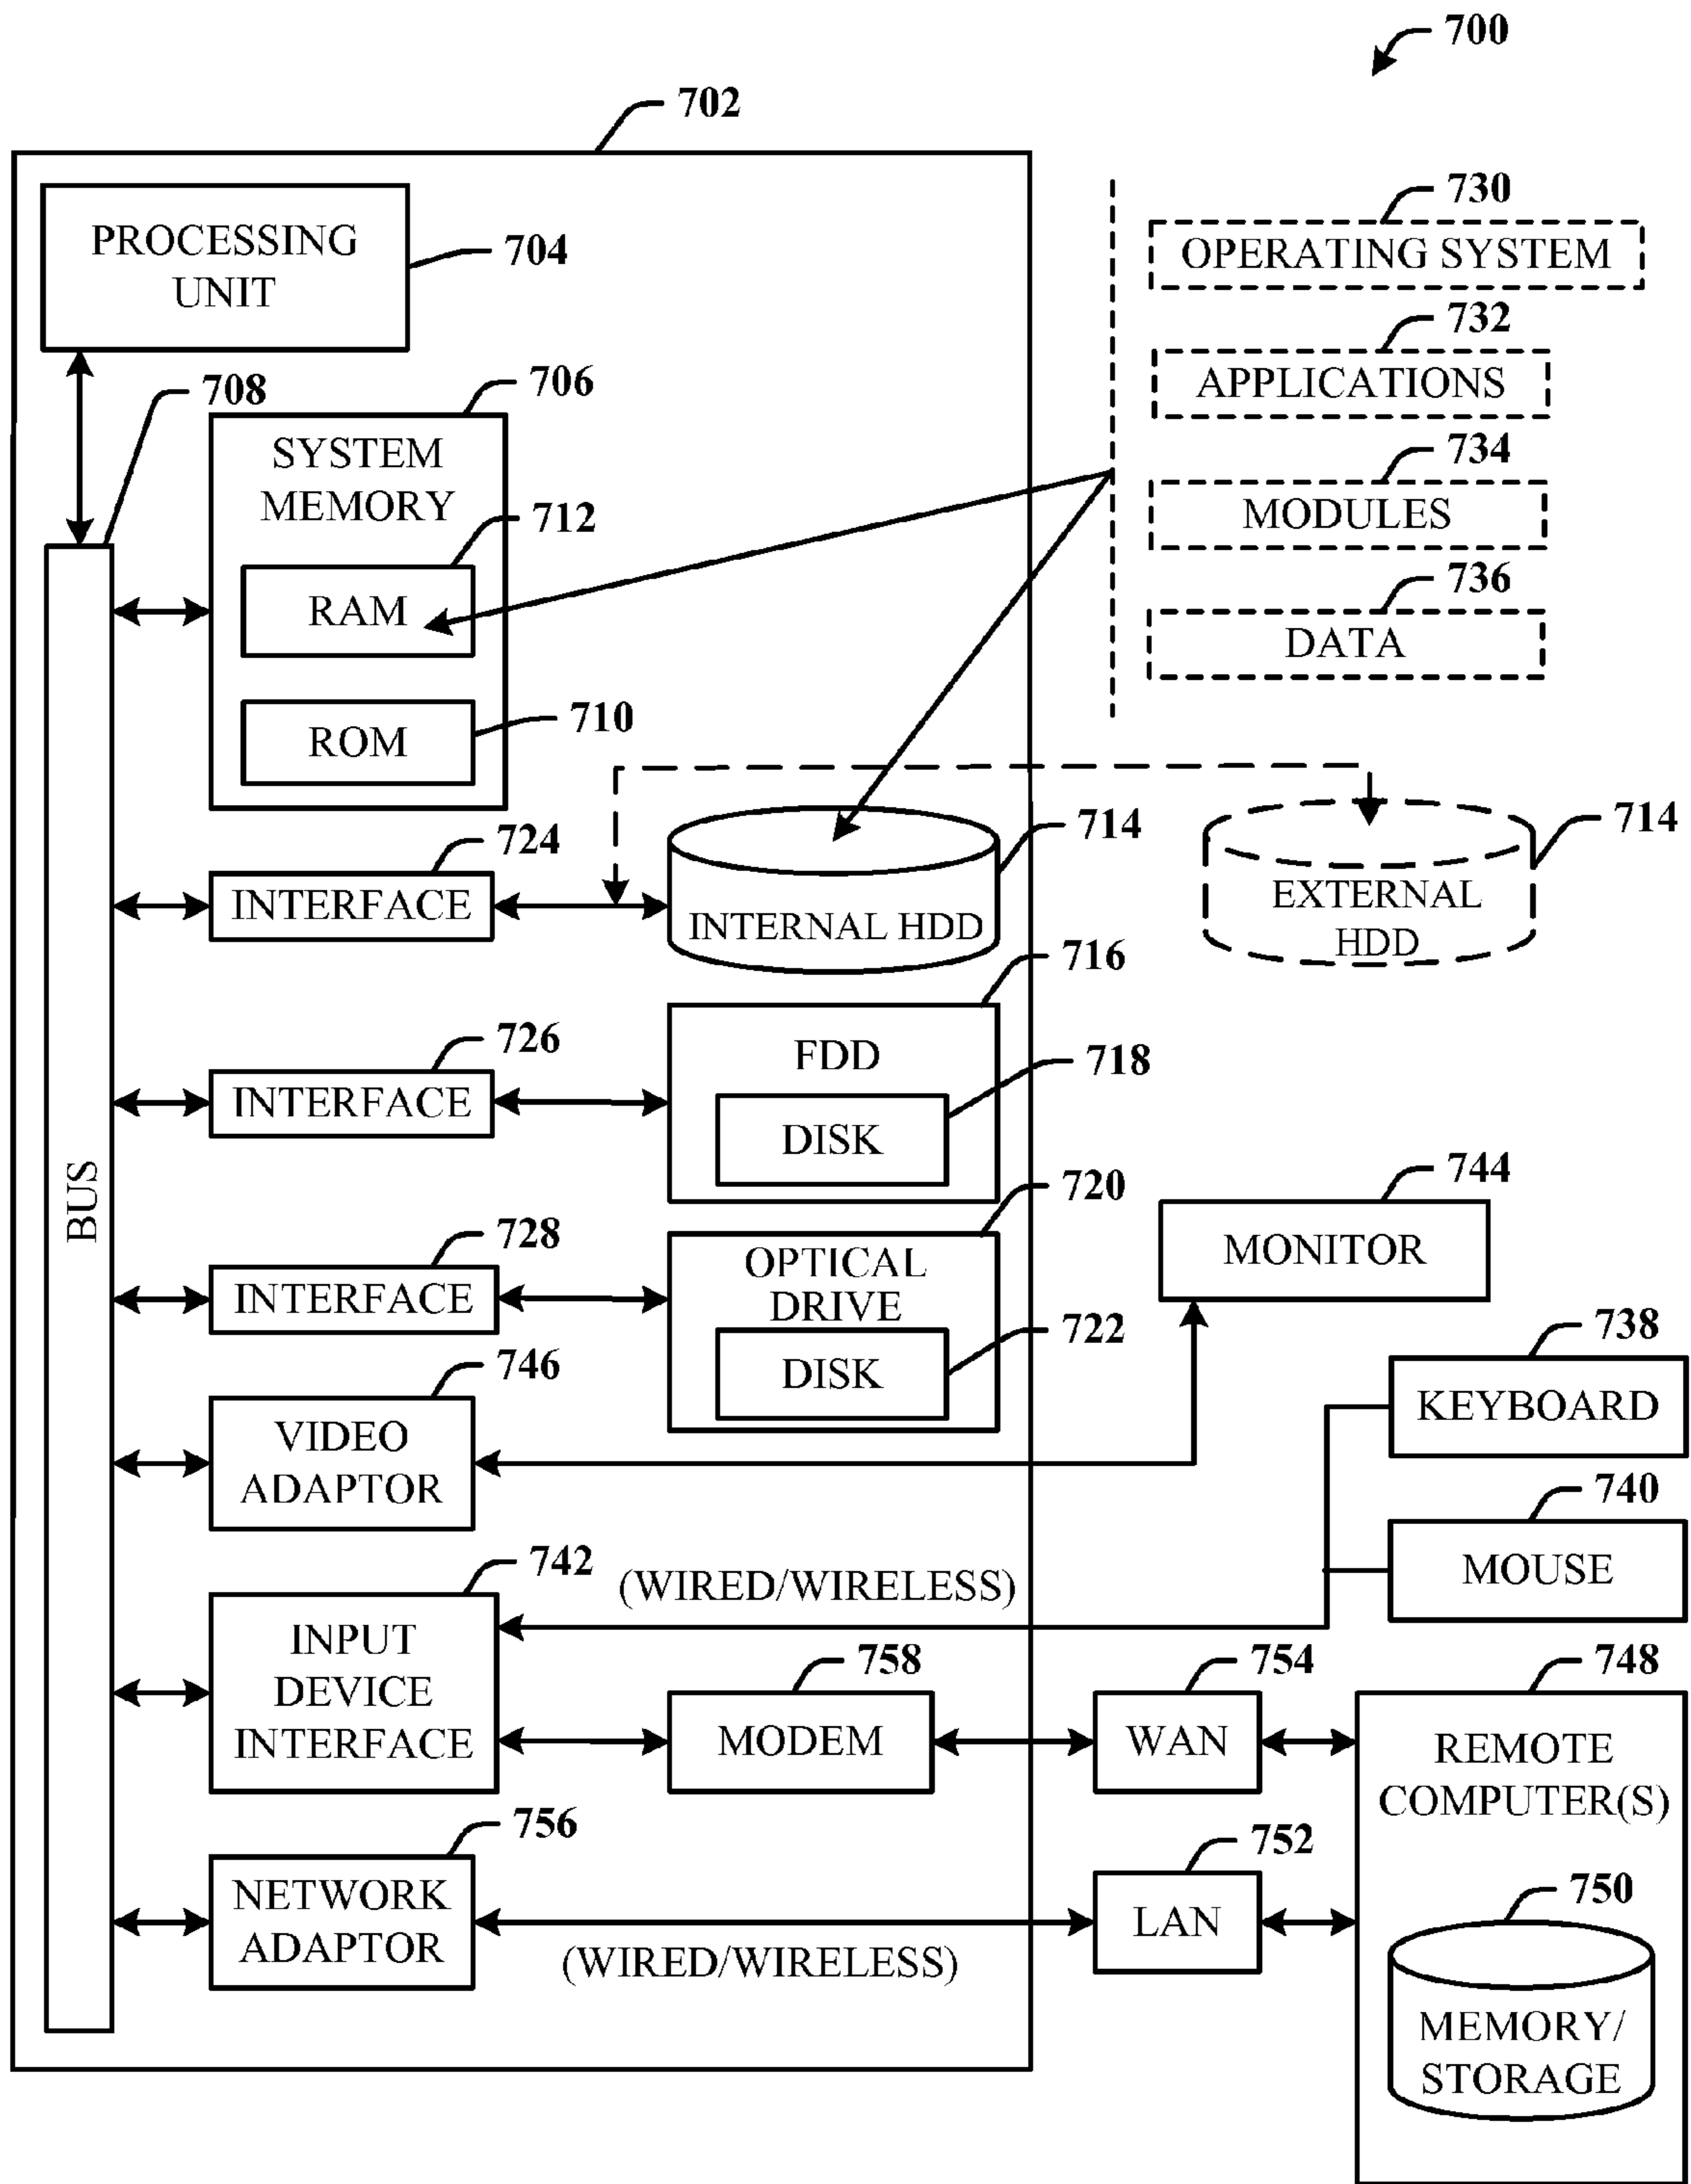 700
702
PROCESSING
UNIT
704
730
OPERATING SYSTEM
732
APPLICATIONS
734
MODULES
736
DATA
708
706
SYSTEM
MEMORY
712
RAM
710
ROM
BUS
724
INTERFACE
714
INTERNAL HDD
714
EXTERNAL
HDD
726
INTERFACE
716
FDD
718
DISK
728
INTERFACE
720
OPTICAL
DRIVE
722
DISK
744
MONITOR
746
VIDEO
ADAPTOR
738
KEYBOARD
740
MOUSE
742
INPUT
DEVICE
INTERFACE
(WIRED/WIRELESS)
758
MODEM
754
WAN
748
REMOTE
COMPUTER(S)
756
NETWORK
ADAPTOR
(WIRED/WIRELESS)
752
LAN
750
MEMORY/
STORAGE